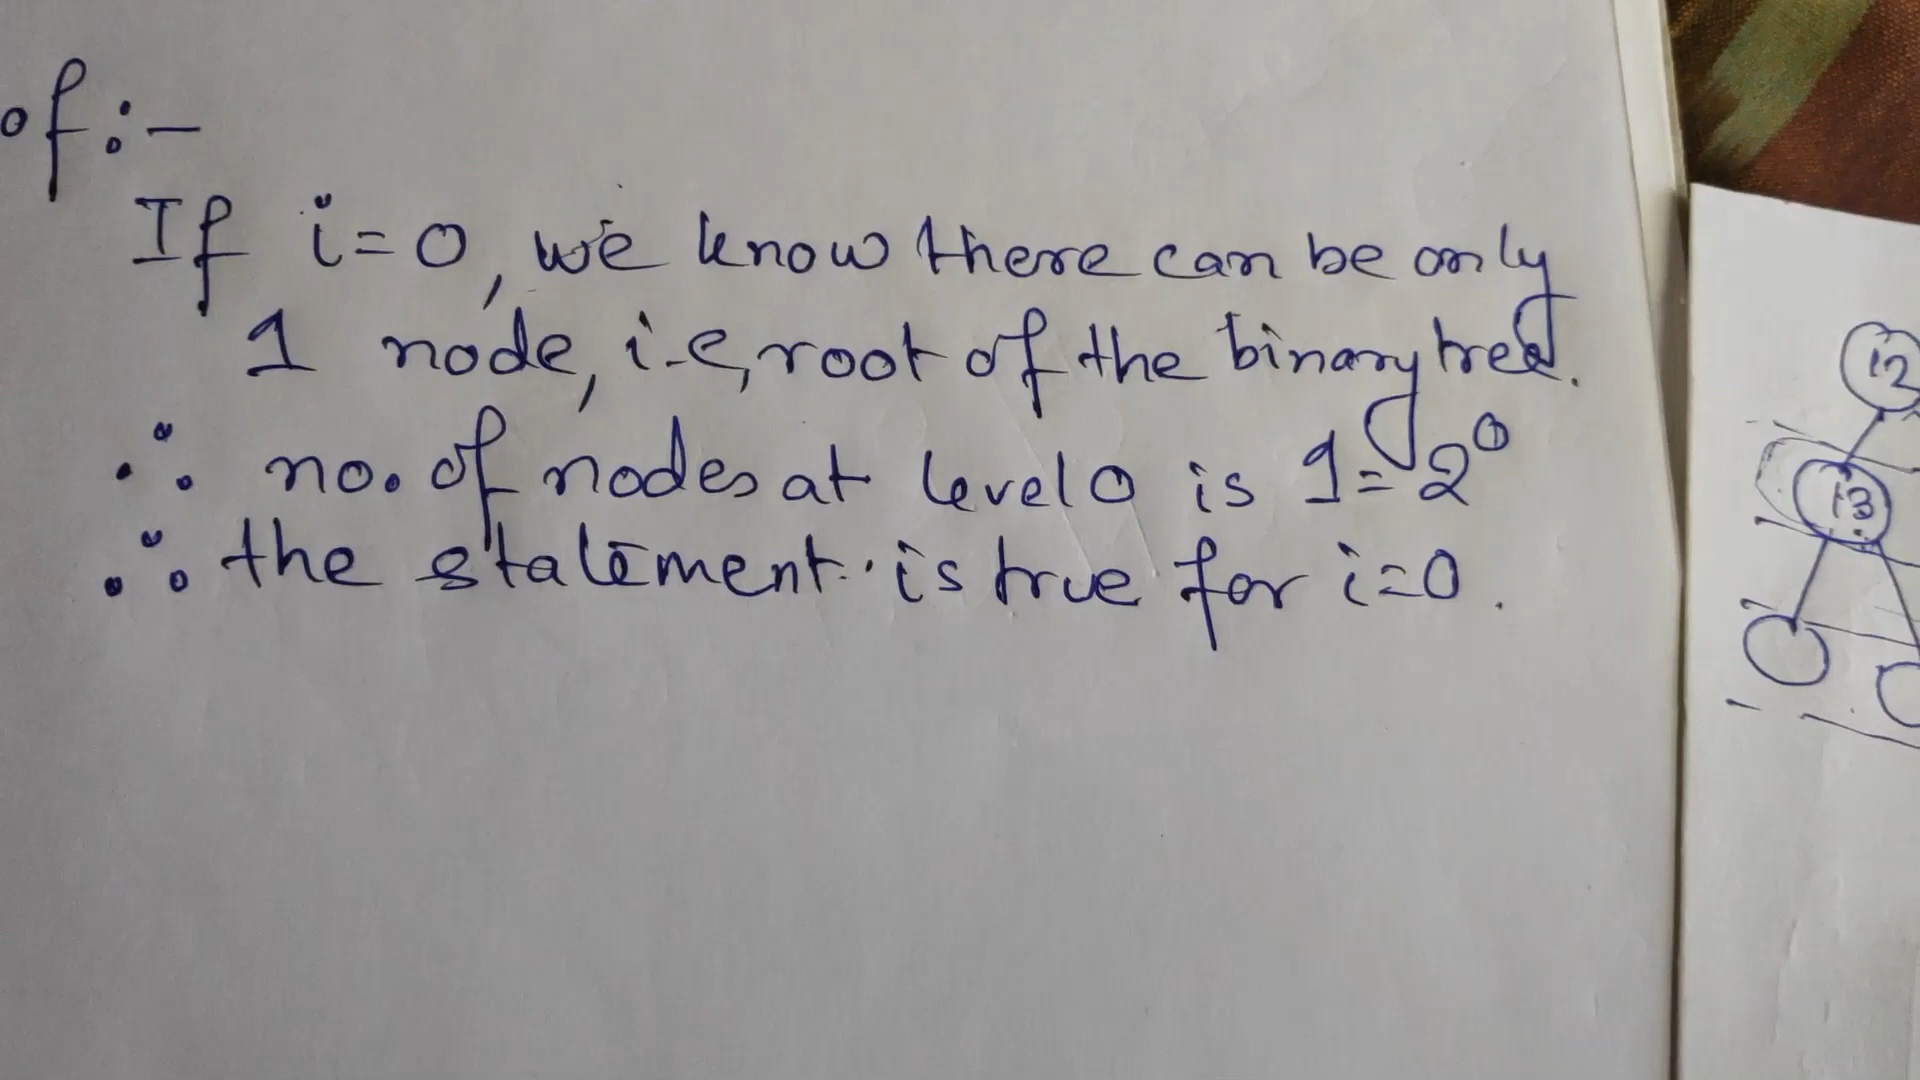 of:-
If i=0, we know there can be only
1 node, i.e, root of the binary tree.
∴ no. of nodes at level 0 is 1=2⁰
∴ the statement is true for i=0.
12
13